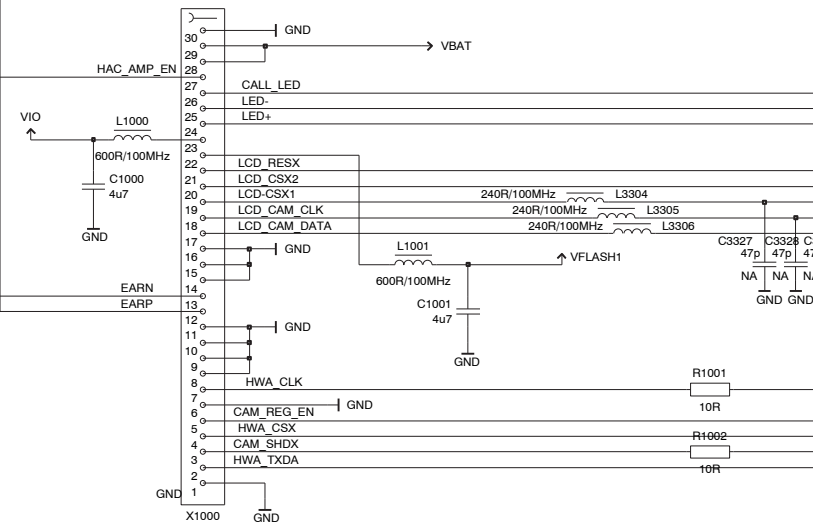 GND
30
VBAT
29
HAC_AMP_EN 28
27 CALL_LED
26 LED-
25 LED+
VIO
L1000
24
600R/100MHz
23
22 LCD_RESX
C1000
4u7
21 LCD_CSX2
20 LCD-CSX1 240R/100MHz L3304
19 LCD_CAM_CLK 240R/100MHz L3305
18 LCD_CAM_DATA 240R/100MHz L3306
GND
17
GND
16
15
L1001
600R/100MHz
VFLASH1
C3327 C3328 C3
47p 47p 47
NA NA NA
GND GND
EARN 14
EARP 13
C1001
4u7
GND
12
GND
11
10
9
8 HWA_CLK
R1001
10R
7
GND
6 CAM_REG_EN
5 HWA_CSX
R1002
4 CAM_SHDX
3 HWA_TXDA
10R
2
GND 1
X1000
GND